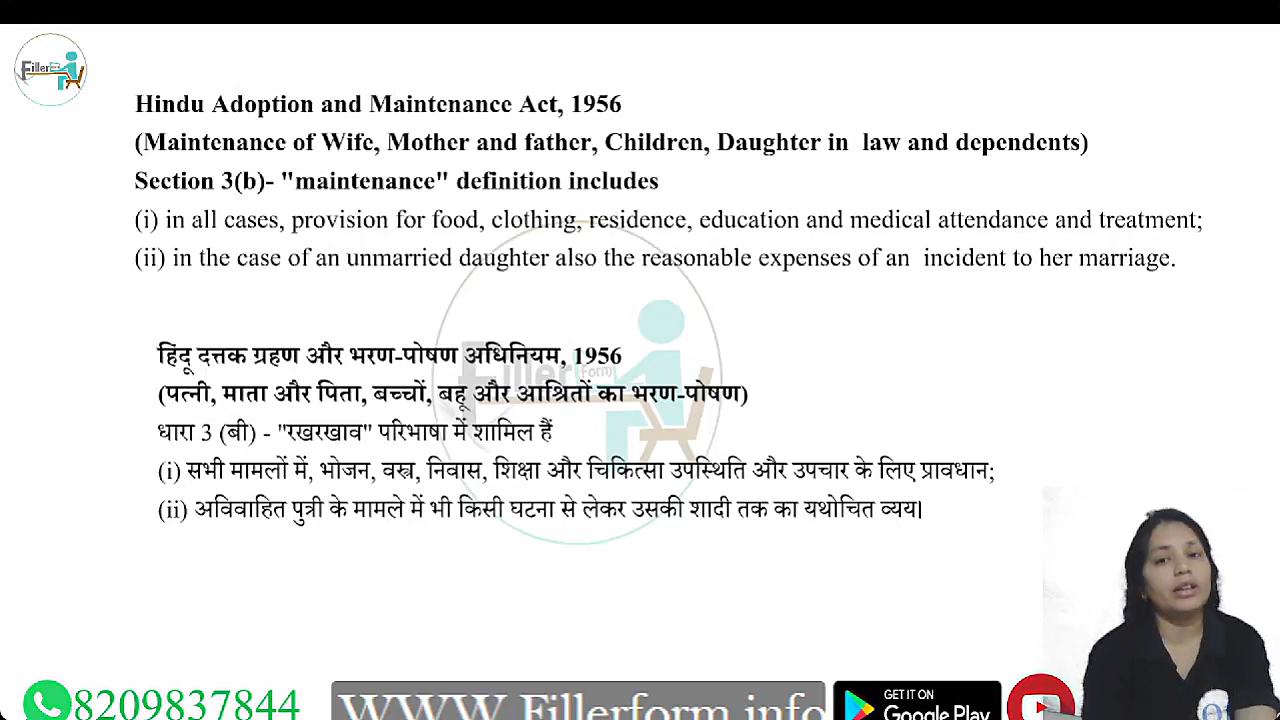 Fillerform
Hindu Adoption and Maintenance Act, 1956
(Maintenance of Wife, Mother and father, Children, Daughter in law and dependents)
Section 3(b)- "maintenance" definition includes
(i) in all cases, provision for food, clothing, residence, education and medical attendance and treatment;
(ii) in the case of an unmarried daughter also the reasonable expenses of an incident to her marriage.
हिंदू दत्तक ग्रहण और भरण-पोषण अधिनियम, 1956
(पत्नी, माता और पिता, बच्चों, बहू और आश्रितों का भरण-पोषण)
धारा 3 (बी) - "रखरखाव" परिभाषा में शामिल हैं
(i) सभी मामलों में, भोजन, वस्त्र, निवास, शिक्षा और चिकित्सा उपस्थिति और उपचार के लिए प्रावधान;
(ii) अविवाहित पुत्री के मामले में भी किसी घटना से लेकर उसकी शादी तक का यथोचित व्यय।
8209837844
WWW.Fillerform.info
GET IT ON
Google Play